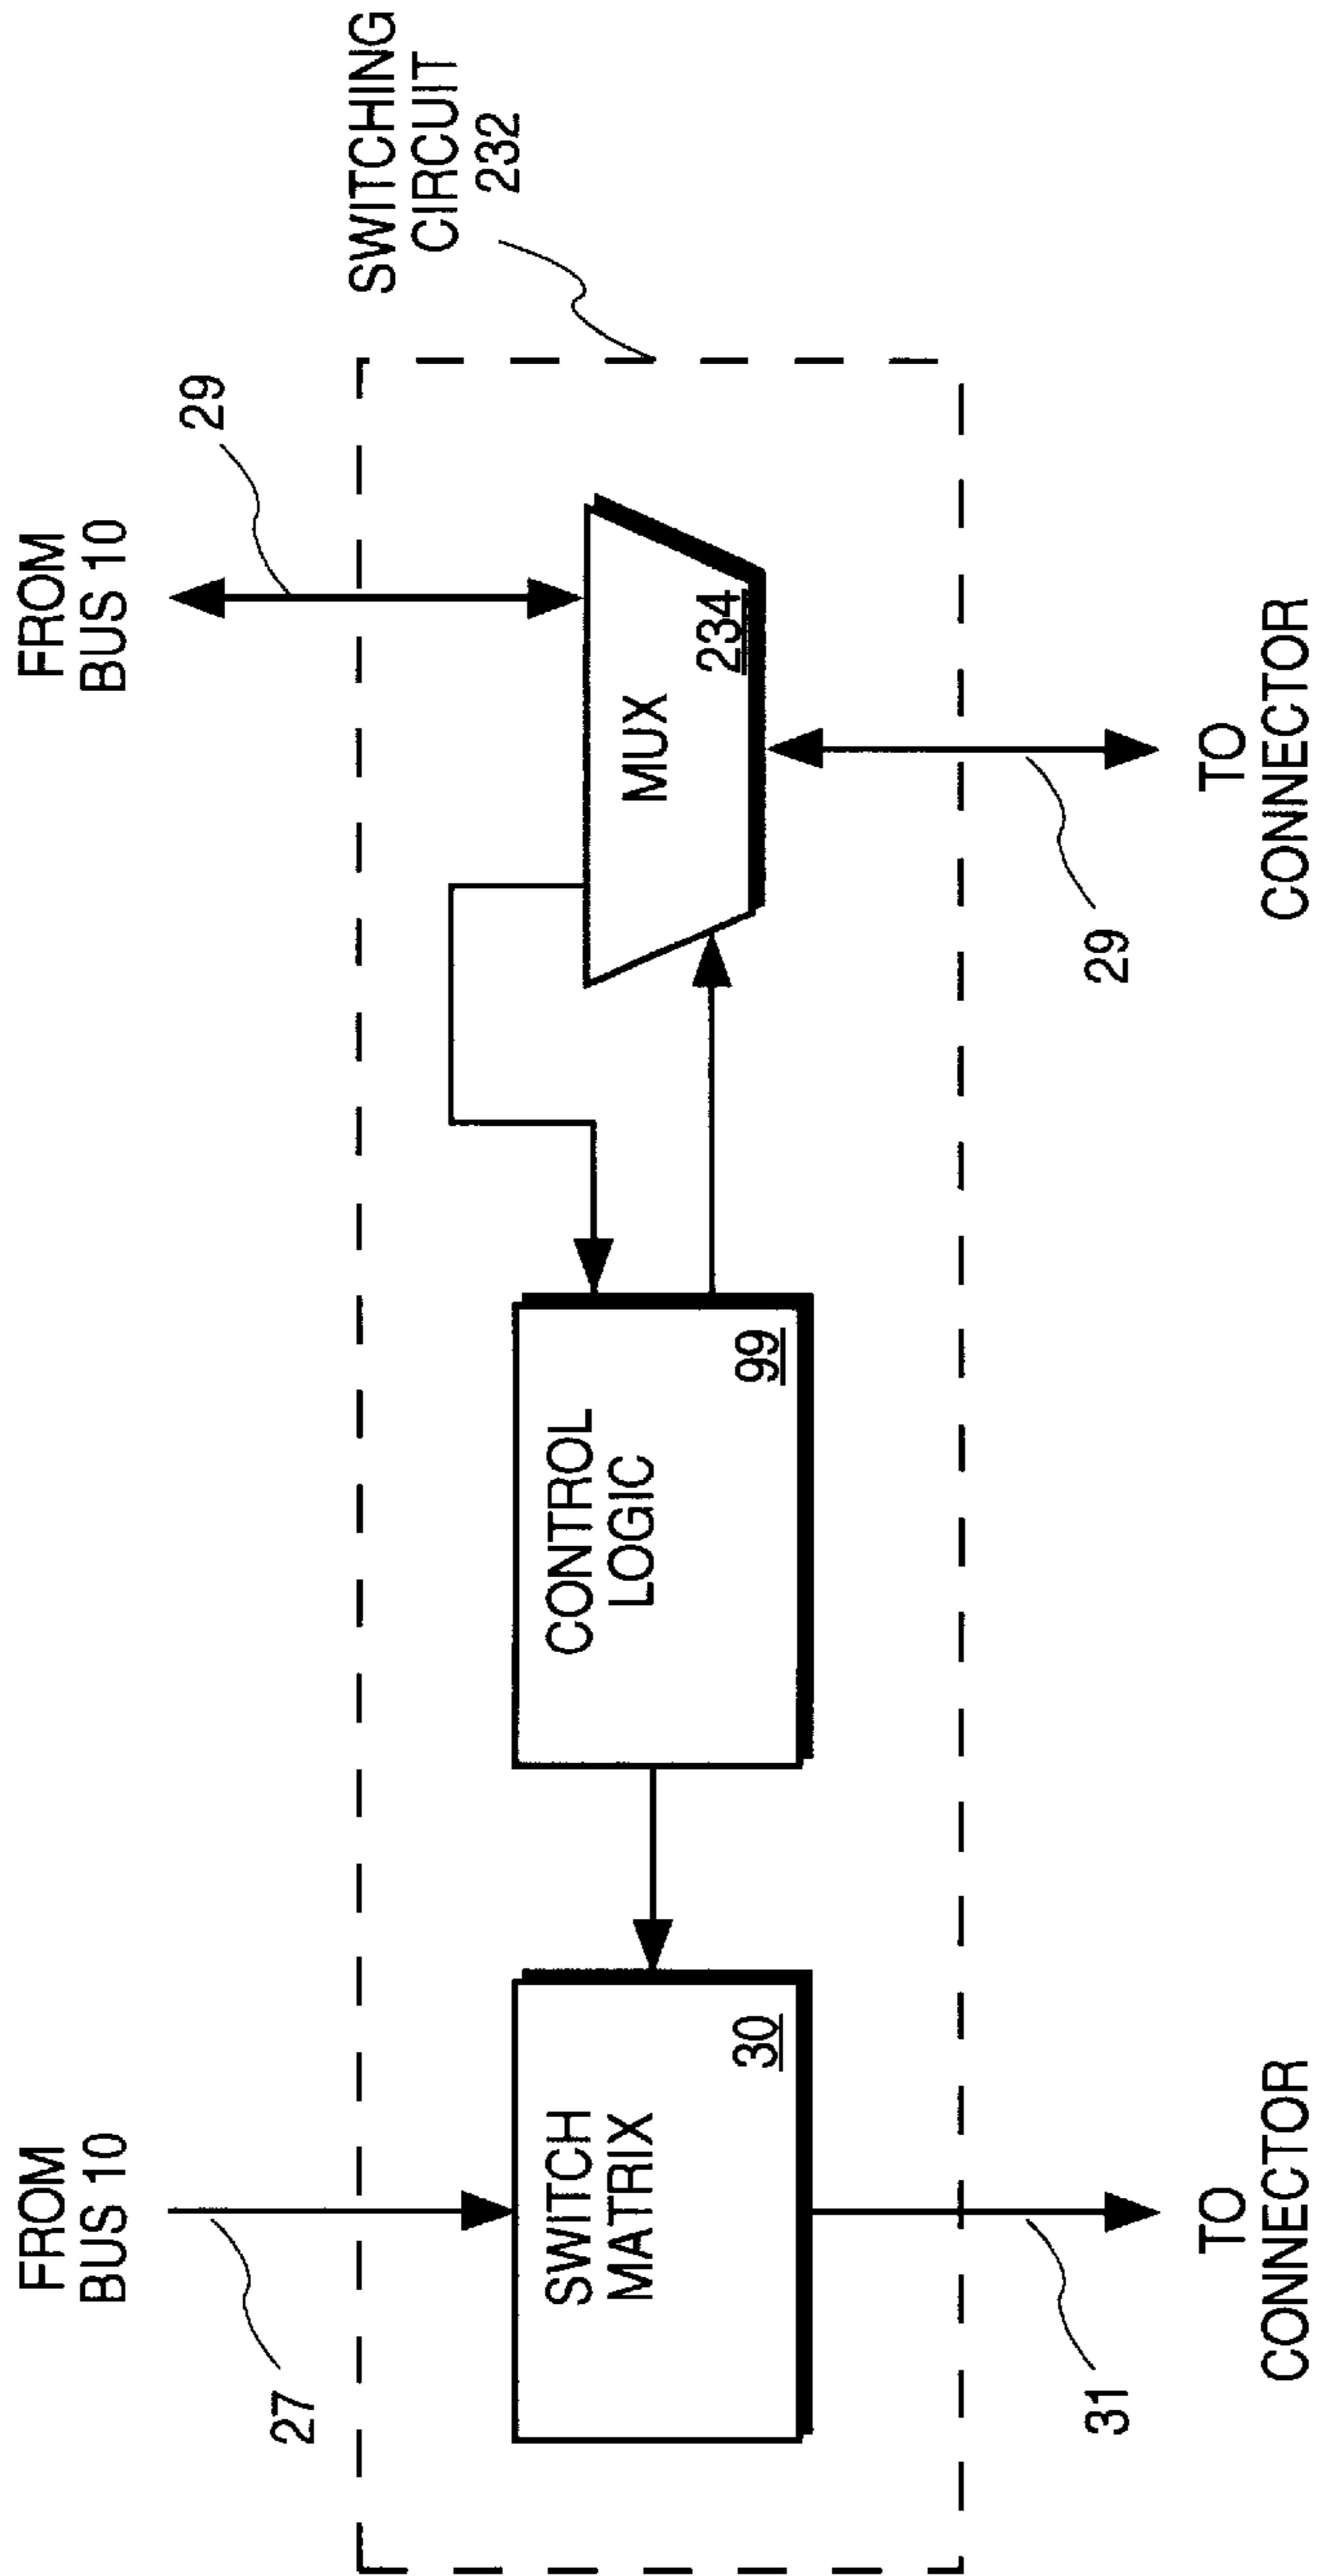 FROM
BUS 10
FROM
BUS 10
27
29
SWITCHING
CIRCUIT
232
SWITCH
MATRIX
30
CONTROL
LOGIC
99
MUX
234
31
29
TO
CONNECTOR
TO
CONNECTOR